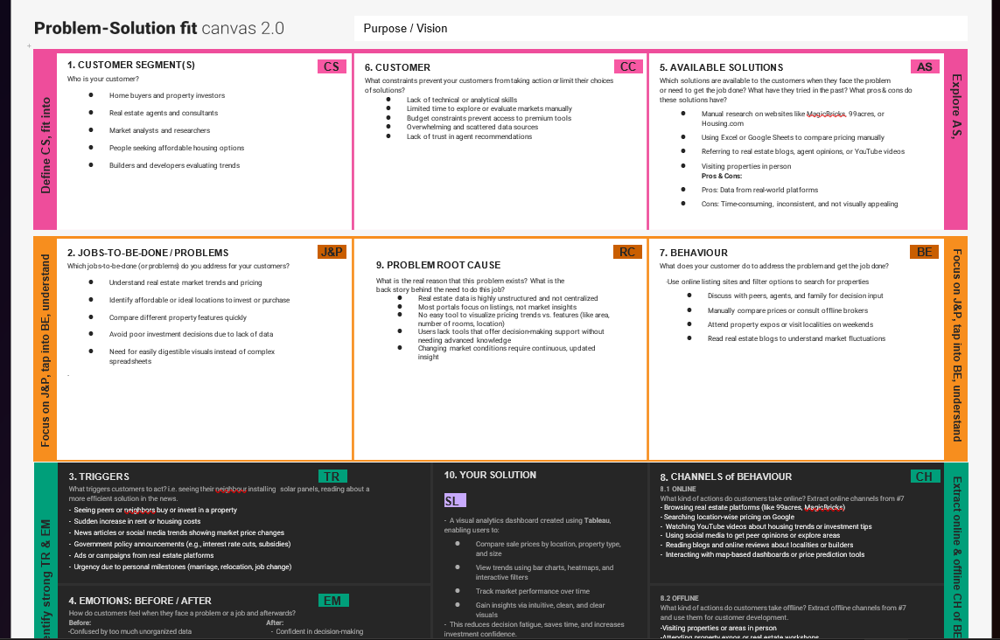 Problem-Solution fit canvas 2.0
Purpose / Vision
Define CS, fit into
1. CUSTOMER SEGMENT(S)
CS
Who is your customer?
● Home buyers and property investors
● Real estate agents and consultants
● Market analysts and researchers
● People seeking affordable housing options
● Builders and developers evaluating trends
6. CUSTOMER
CC
What constraints prevent your customers from taking action or limit their choices
of solutions?
● Lack of technical or analytical skills
● Limited time to explore or evaluate markets manually
● Budget constraints prevent access to premium tools
● Overwhelming and scattered data sources
● Lack of trust in agent recommendations
5. AVAILABLE SOLUTIONS
AS
Which solutions are available to the customers when they face the problem
or need to get the job done? What have they tried in the past? What pros & cons do
these solutions have?
● Manual research on websites like MagicBricks, 99acres, or
Housing.com
● Using Excel or Google Sheets to compare pricing manually
● Referring to real estate blogs, agent opinions, or YouTube videos
● Visiting properties in person
Pros & Cons:
● Pros: Data from real-world platforms
● Cons: Time-consuming, inconsistent, and not visually appealing
Explore AS,
Focus on J&P, tap into BE, understand
2. JOBS-TO-BE-DONE / PROBLEMS
J&P
Which jobs-to-be-done (or problems) do you address for your customers?
● Understand real estate market trends and pricing
● Identify affordable or ideal locations to invest or purchase
● Compare different property features quickly
● Avoid poor investment decisions due to lack of data
● Need for easily digestible visuals instead of complex
spreadsheets
.
9. PROBLEM ROOT CAUSE
RC
What is the real reason that this problem exists? What is the
back story behind the need to do this job?
● Real estate data is highly unstructured and not centralized
● Most portals focus on listings, not market insights
● No easy tool to visualize pricing trends vs. features (like area,
number of rooms, location)
● Users lack tools that offer decision-making support without
needing advanced knowledge
● Changing market conditions require continuous, updated
insight
7. BEHAVIOUR
BE
What does your customer do to address the problem and get the job done?
·Use online listing sites and filter options to search for properties
● Discuss with peers, agents, and family for decision input
● Manually compare prices or consult offline brokers
● Attend property expos or visit localities on weekends
● Read real estate blogs to understand market fluctuations
Focus on J&P, tap into BE, understand
entify strong TR & EM
3. TRIGGERS
TR
What triggers customers to act? i.e. seeing their neighbour installing solar panels, reading about a
more efficient solution in the news.
- Seeing peers or neighbors buy or invest in a property
- Sudden increase in rent or housing costs
- News articles or social media trends showing market price changes
- Government policy announcements (e.g., interest rate cuts, subsidies)
- Ads or campaigns from real estate platforms
- Urgency due to personal milestones (marriage, relocation, job change)
4. EMOTIONS: BEFORE / AFTER
EM
How do customers feel when they face a problem or a job and afterwards?
Before: After:
-Confused by too much unorganized data - Confident in decision-making
10. YOUR SOLUTION
SL
- A visual analytics dashboard created using Tableau,
enabling users to:
● Compare sale prices by location, property type,
and size
● View trends using bar charts, heatmaps, and
interactive filters
● Track market performance over time
● Gain insights via intuitive, clean, and clear
visuals
- This reduces decision fatigue, saves time, and increases
investment confidence.
8. CHANNELS of BEHAVIOUR
CH
8.1 ONLINE
What kind of actions do customers take online? Extract online channels from #7
- Browsing real estate platforms (like 99acres, MagicBricks)
- Searching location-wise pricing on Google
- Watching YouTube videos about housing trends or investment tips
- Using social media to get peer opinions or explore areas
- Reading blogs and online reviews about localities or builders
- Interacting with map-based dashboards or price prediction tools
8.2 OFFLINE
What kind of actions do customers take offline? Extract offline channels from #7
and use them for customer development.
-Visiting properties or areas in person
-Attending property expos or real estate workshops
Extract online & offline CH of BE